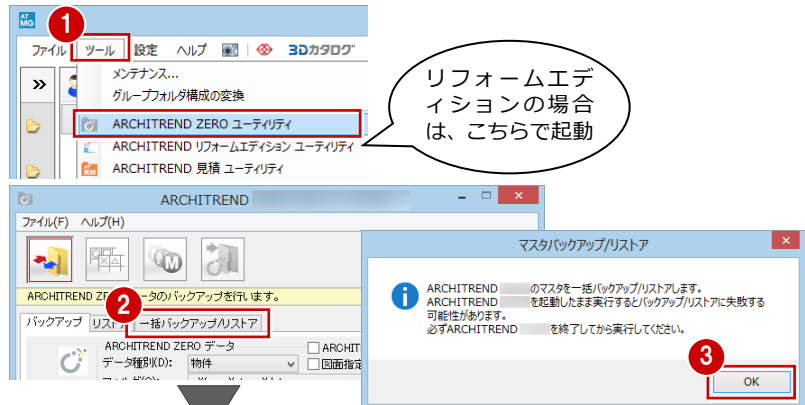 AT
MG
1
ファイル ツール 設定 ヘルプ 3Dカタログ
»
メンテナンス...
グループフォルダ構成の変換
ARCHITREND ZERO ユーティリティ
ARCHITREND リフォームエディション ユーティリティ
ARCHITREND 見積 ユーティリティ
リフォームエデ
ィションの場合
は、こちらで起動
ARCHITREND
ファイル(F) ヘルプ(H)
ARCHITREND ZE データのバックアップを行います。
2
バックアップ リストア 一括バックアップ/リストア
ARCHITREND ZERO データ
ARCHIT
データ種別(D): 物件
図面指定
マスタバックアップ/リストア
ARCHITREND のマスタを一括バックアップ/リストアします。
ARCHITREND を起動したまま実行するとバックアップ/リストアに失敗する
可能性があります。
必ずARCHITREND を終了してから実行してください。
3
OK